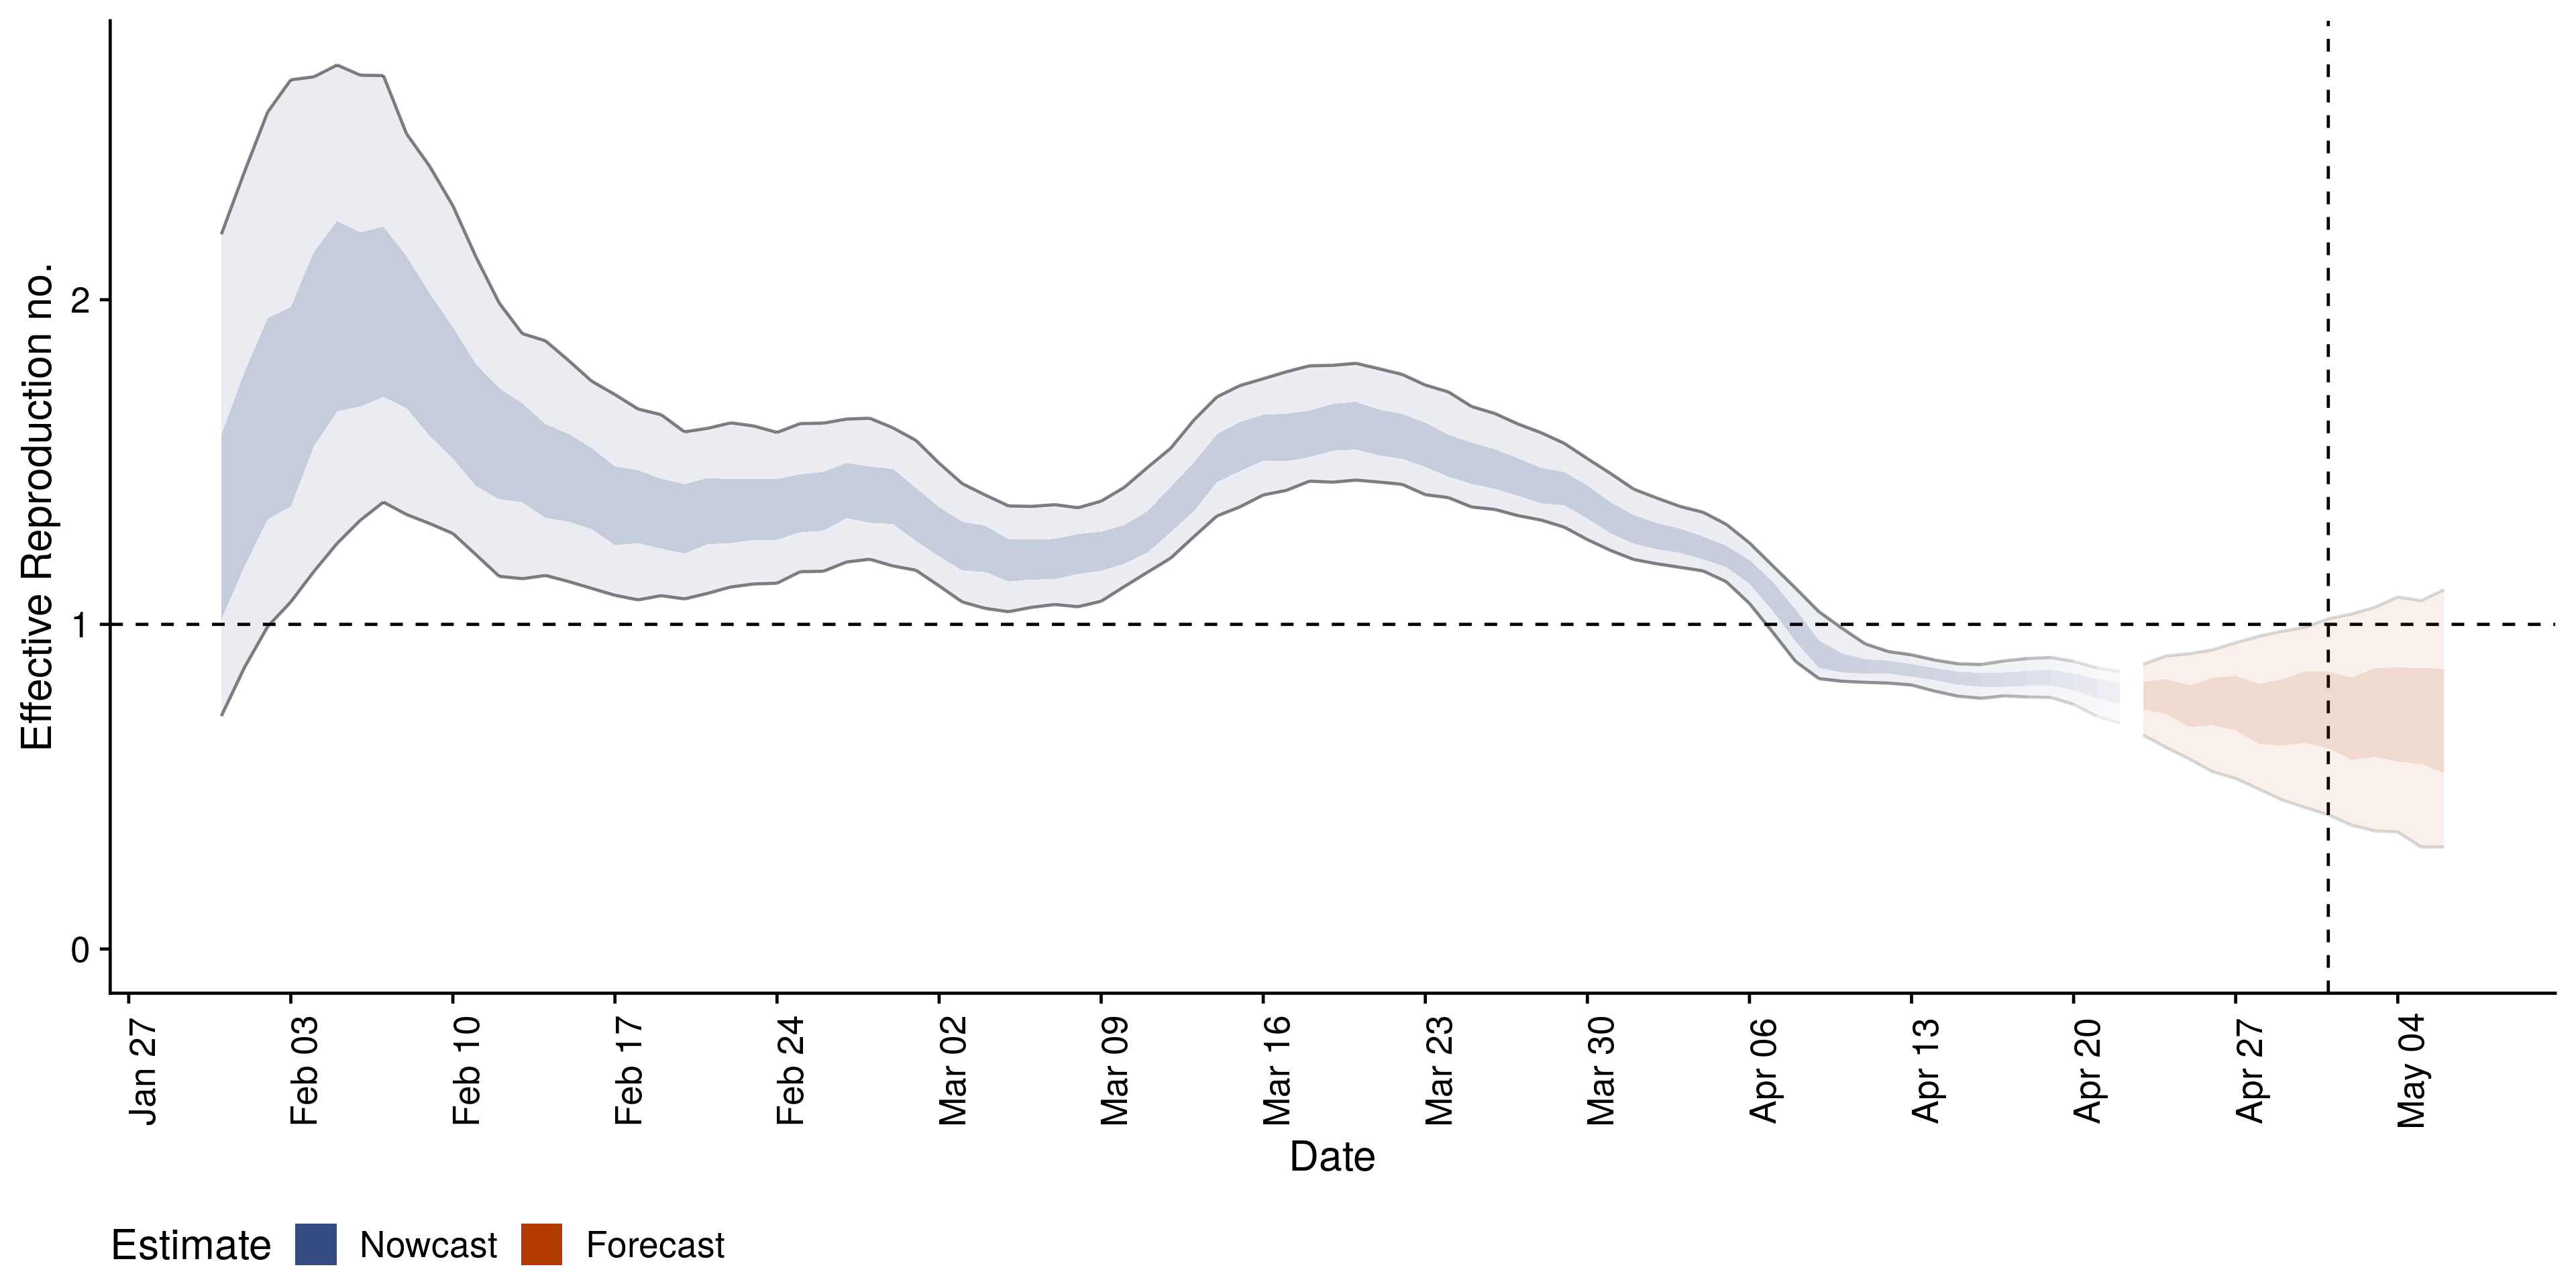 Effective Reproduction no.
2
1
0
Jan 27
Feb 03
Feb 10
Feb 17
Feb 24
Mar 02
Mar 09
Mar 16
Mar 23
Mar 30
Apr 06
Apr 13
Apr 20
Apr 27
May 04
Date
Estimate Nowcast Forecast